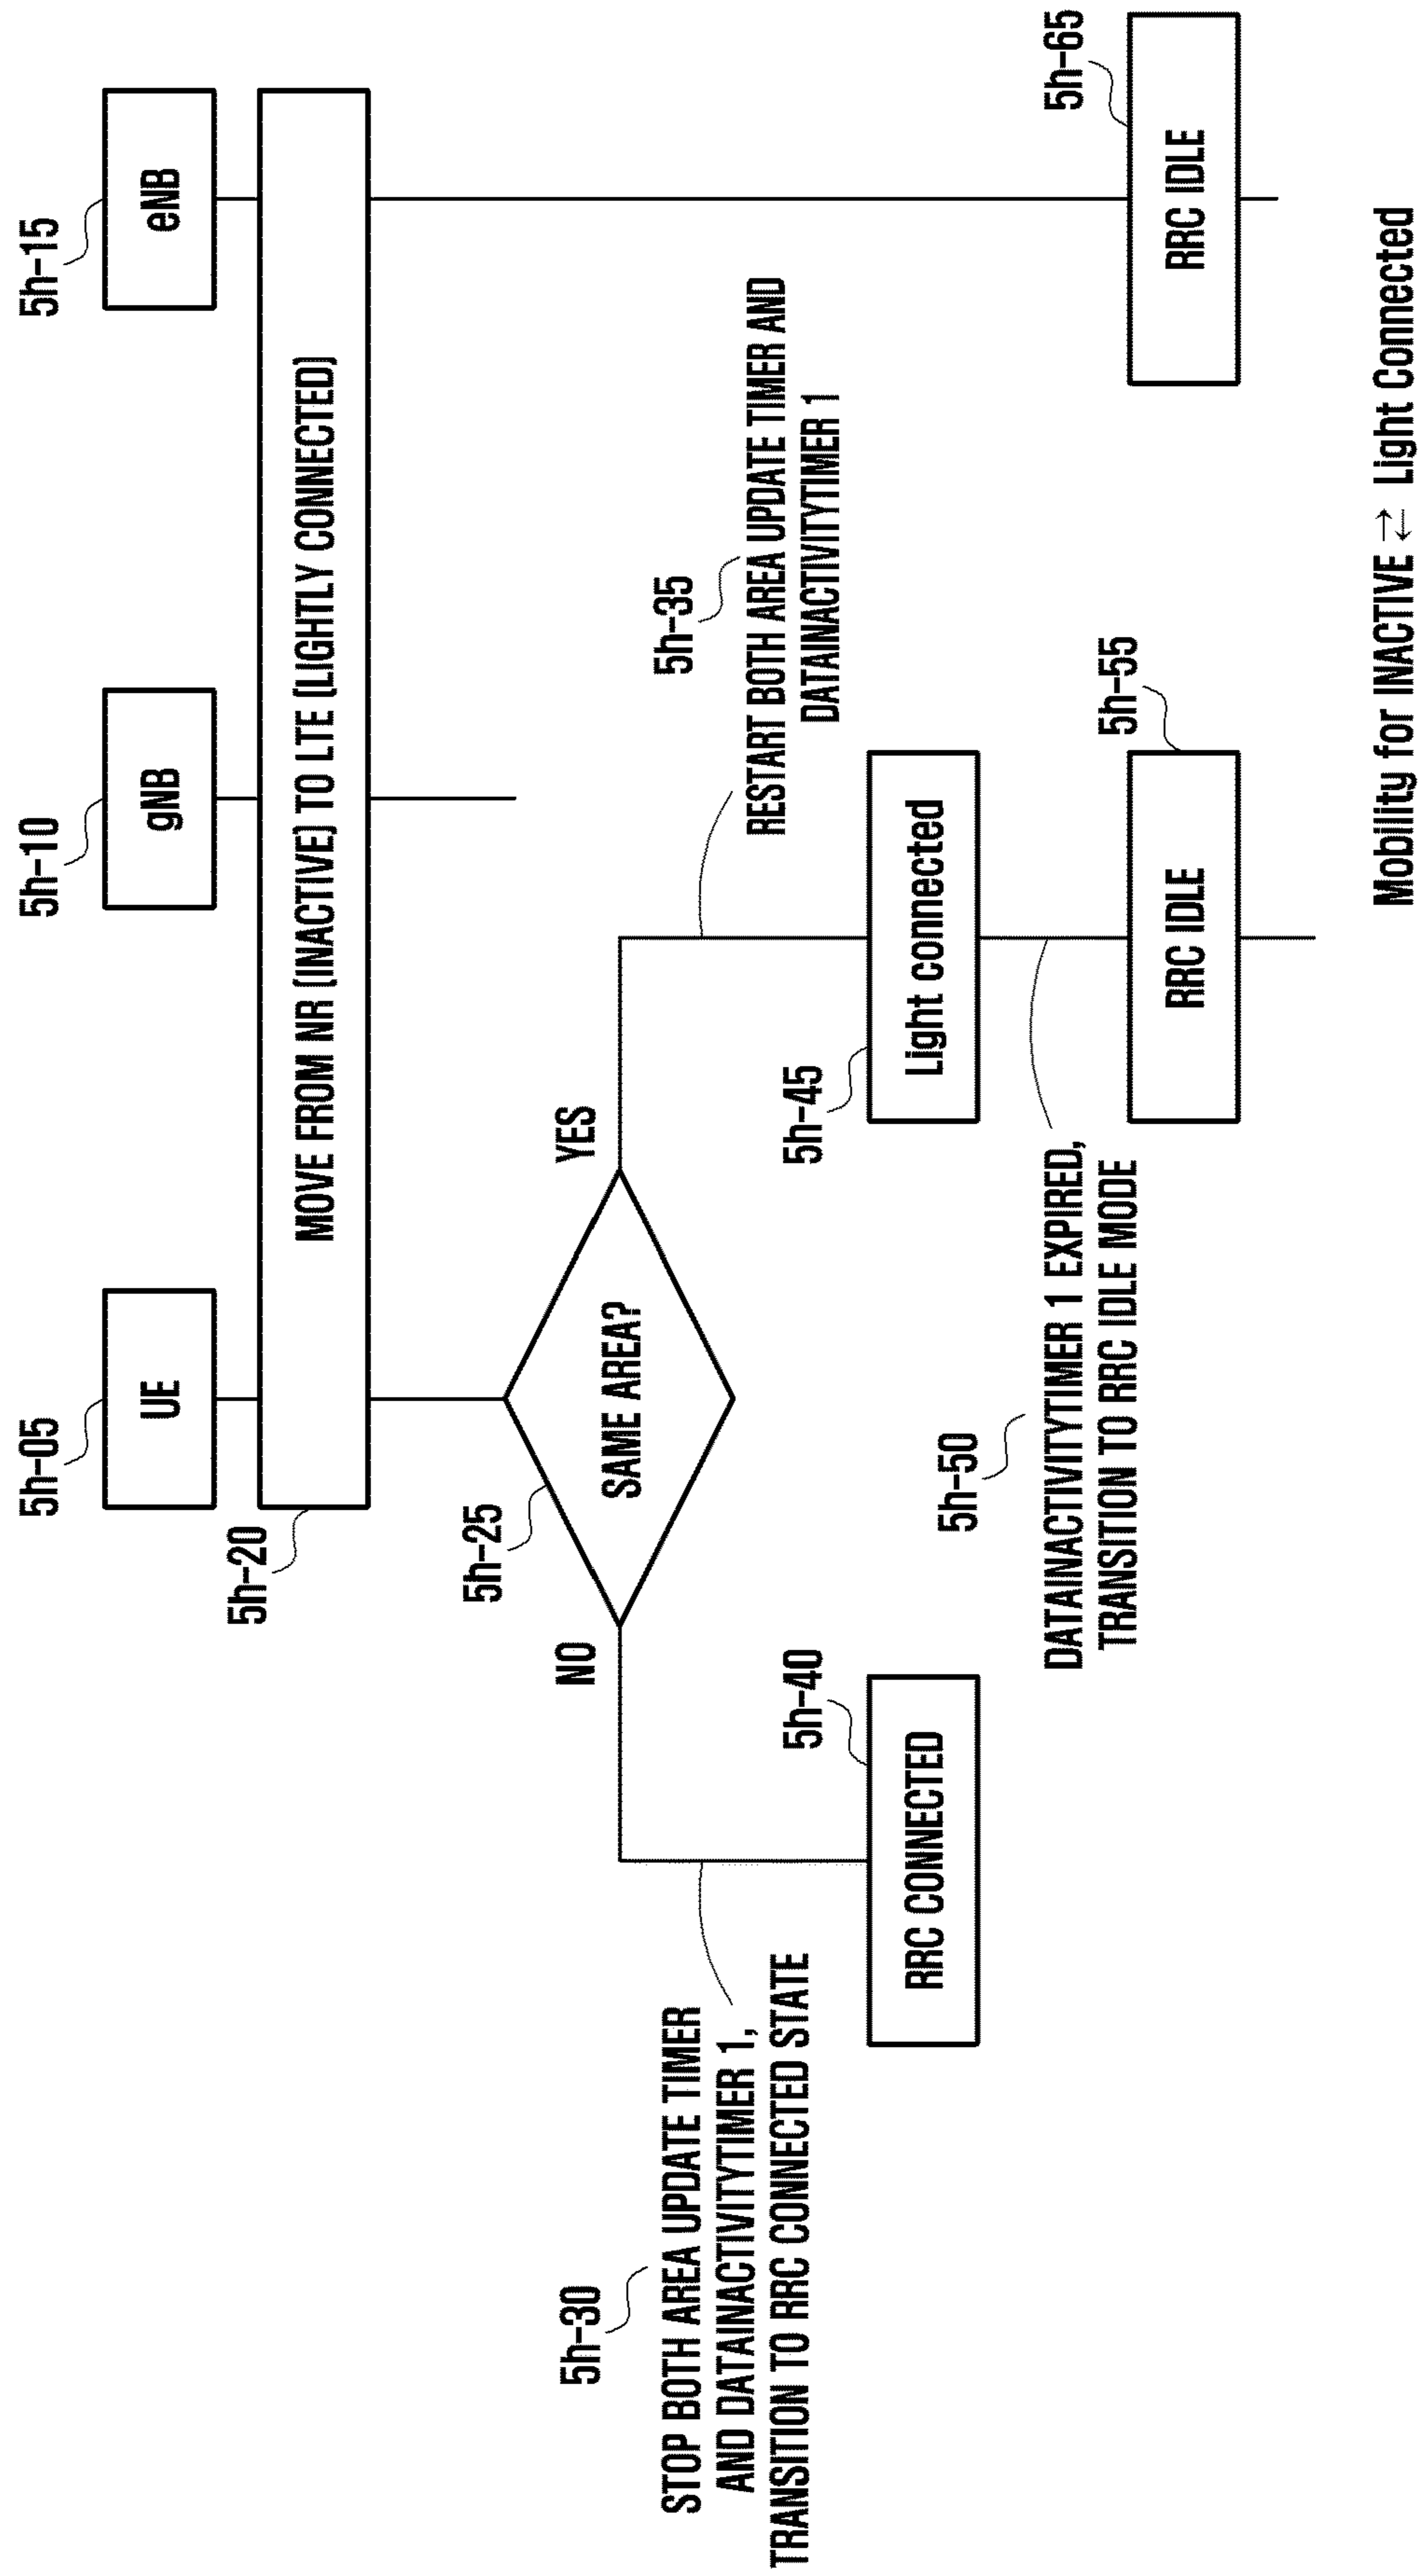 5h-05
5h-10
5h-15
UE
gNB
eNB
5h-20
MOVE FROM NR (INACTIVE) TO LTE (LIGHTLY CONNECTED)
5h-25
NO
SAME AREA?
YES
5h-30
STOP BOTH AREA UPDATE TIMER
AND DATAINACTIVITYTIMER 1,
TRANSITION TO RRC CONNECTED STATE
5h-35
RESTART BOTH AREA UPDATE TIMER AND
DATAINACTIVITYTIMER 1
5h-40
RRC CONNECTED
5h-45
Light connected
5h-50
DATAINACTIVITYTIMER 1 EXPIRED,
TRANSITION TO RRC IDLE MODE
5h-55
RRC IDLE
5h-65
RRC IDLE
Mobility for INACTIVE ⇄ Light Connected